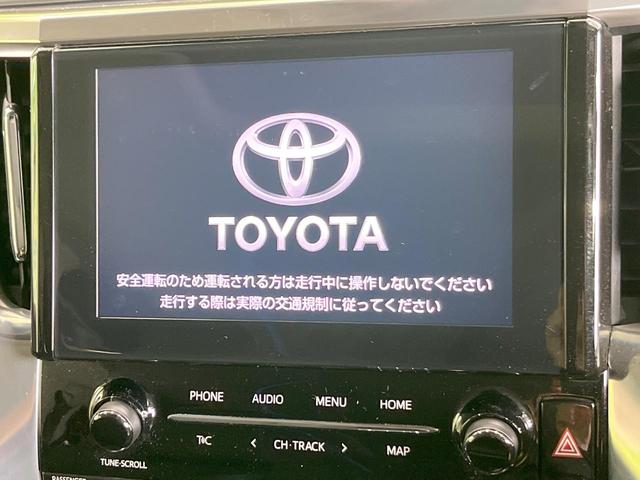 TOYOTA
安全運転のため運転される方は走行中に操作しないでください
走行する際は実際の交通規制に従ってください
PHONE AUDIO MENU HOME
T·C < CH·TRACK > MAP
TUNE·SCROLL
PASSENGER